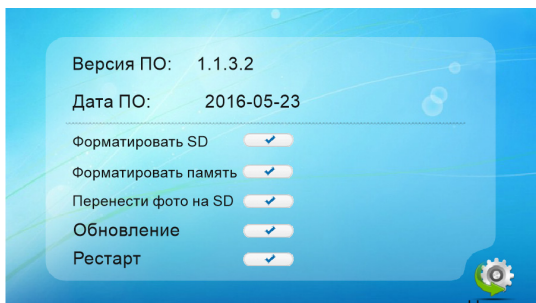 Версия ПО: 1.1.3.2
Дата ПО: 2016-05-23
Форматировать SD
Форматировать память
Перенести фото на SD
Обновление
Рестарт